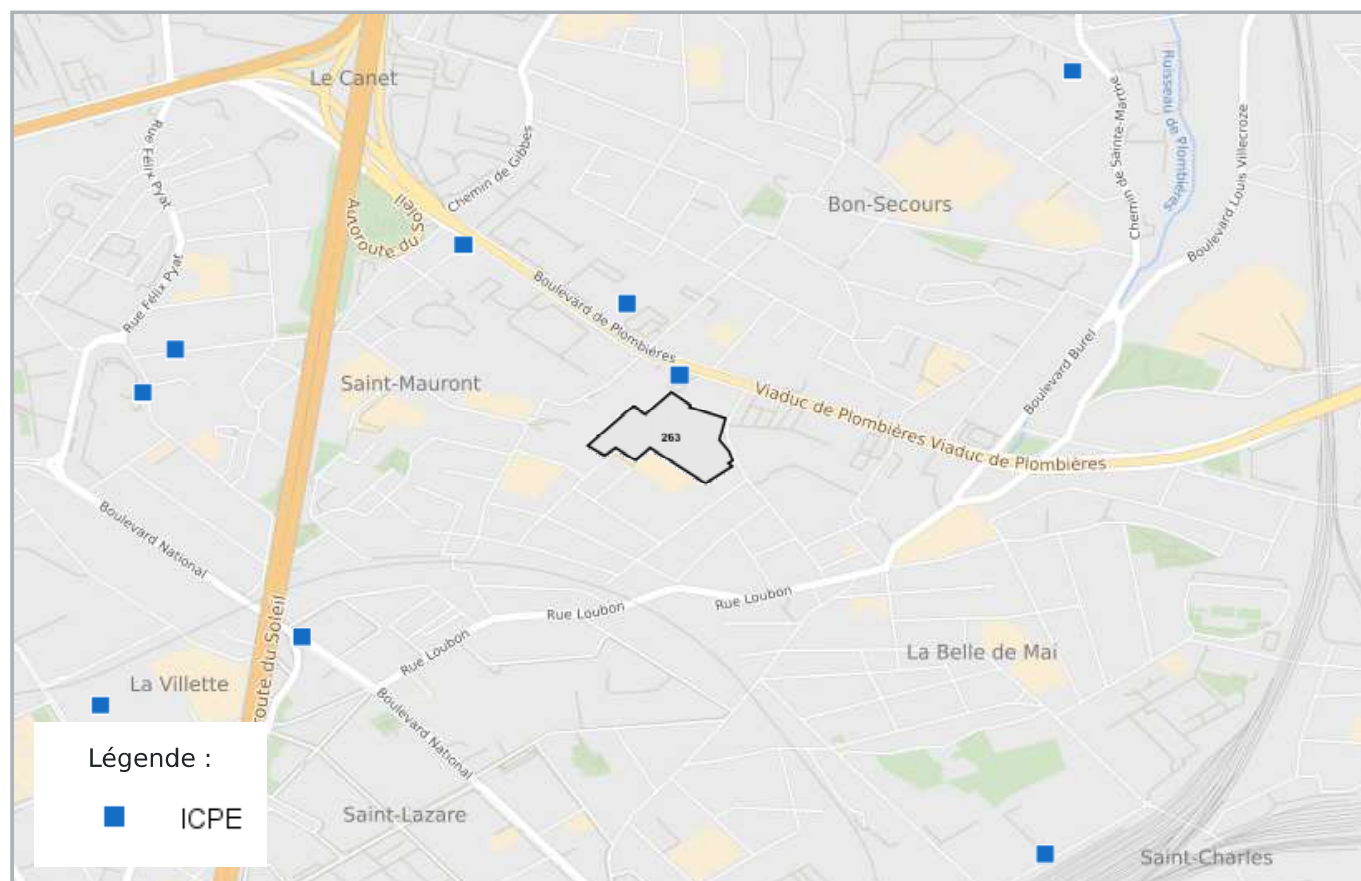 Le Canet
Rue Félix Pyat
Chemin de Gibbes
Autoroute du
Soleil
Chemin de Sainte-Marthe
Ruisseau de Plombières
Boulevard Louis Villecroze
Bon-Secours
Rue Félix Pyat
Boulevard de Plombières
Saint-Mauront
Viaduc de Plombières
Viaduc de Plombières
Boulevard Burel
263
Boulevard National
Rue Loubon
Rue Loubon
Rue Loubon
route du Soleil
La Belle de Mai
La Villette
Boulevard National
Légende :
ICPE
Saint-Lazare
Saint-Charles